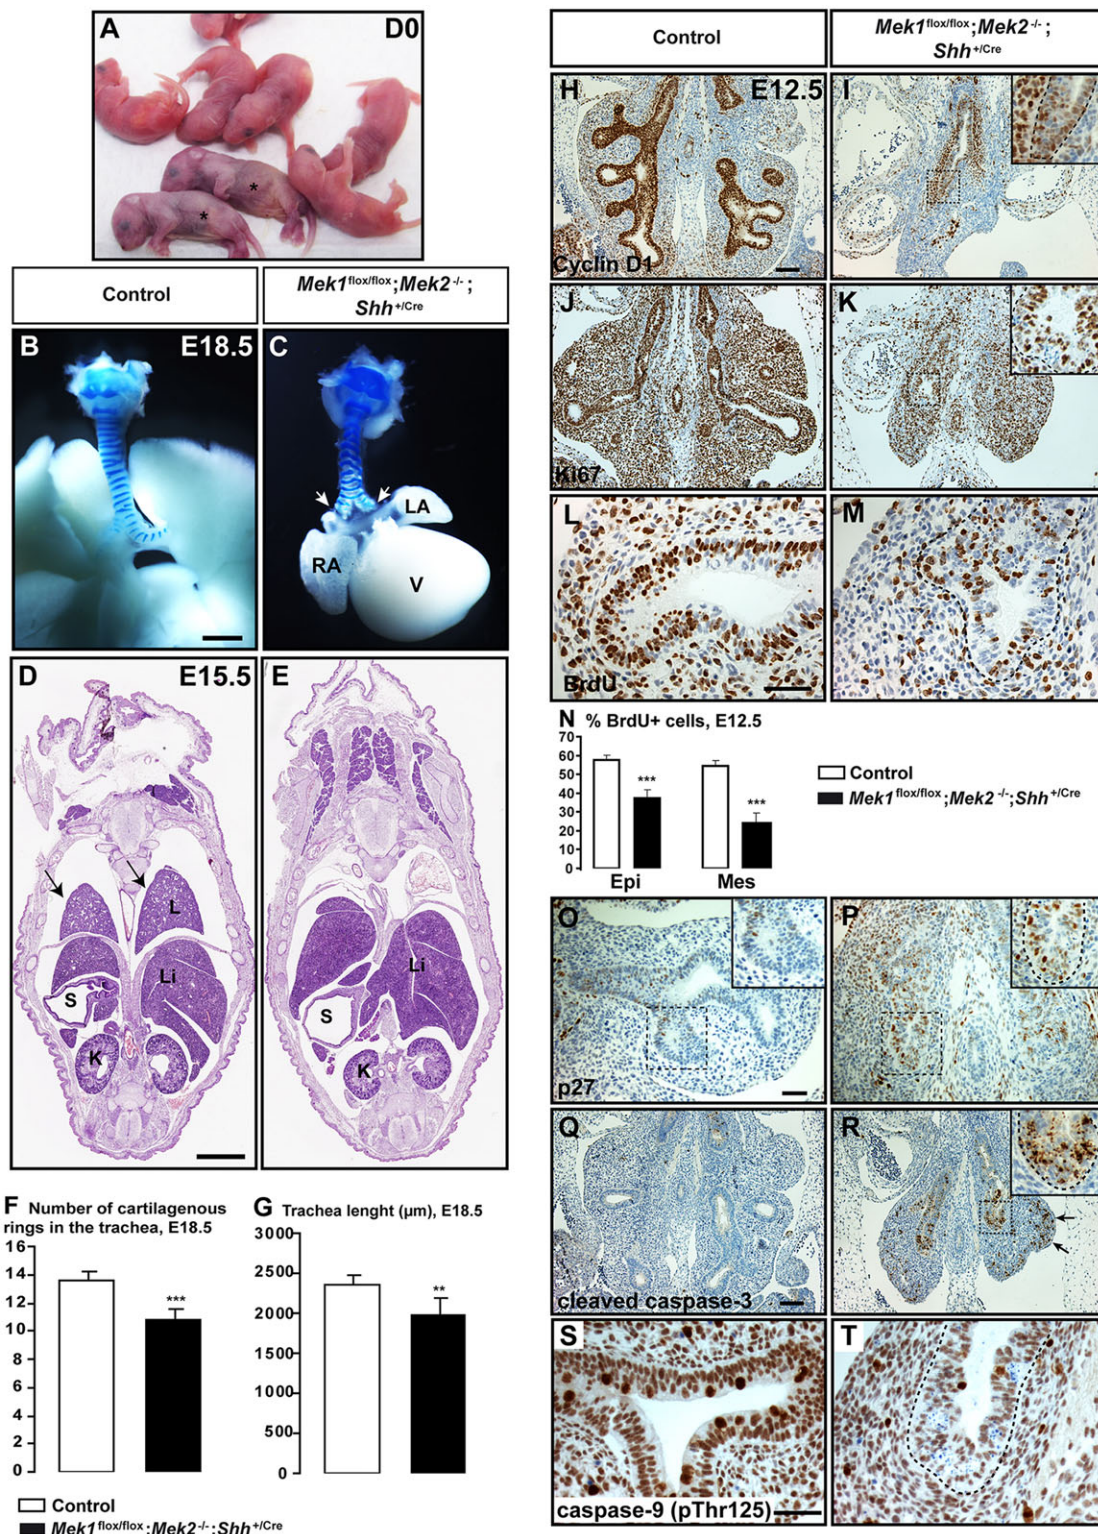 A D0
Control
Mek1flox/flox;Mek2-/-;
Shh+/Cre
B E18.5
C
LA
RA
V
D E15.5
L
Li
S
K
E
Li
S
K
F Number of cartilagenous
rings in the trachea, E18.5
16
14
12
10
8
6
4
2
0
***
G Trachea lenght (µm), E18.5
3000
2500
2000
1500
1000
500
0
**
Control
Mek1flox/flox;Mek2-/-;Shh+/Cre
Control
Mek1flox/flox;Mek2-/-;
Shh+/Cre
H E12.5
Cyclin D1
I
J
Ki67
K
L
BrdU
M
N % BrdU+ cells, E12.5
70
60
50
40
30
20
10
0
***
***
Epi Mes
Control
Mek1flox/flox;Mek2-/-;Shh+/Cre
O
p27
P
Q
cleaved caspase-3
R
S
caspase-9 (pThr125)
T